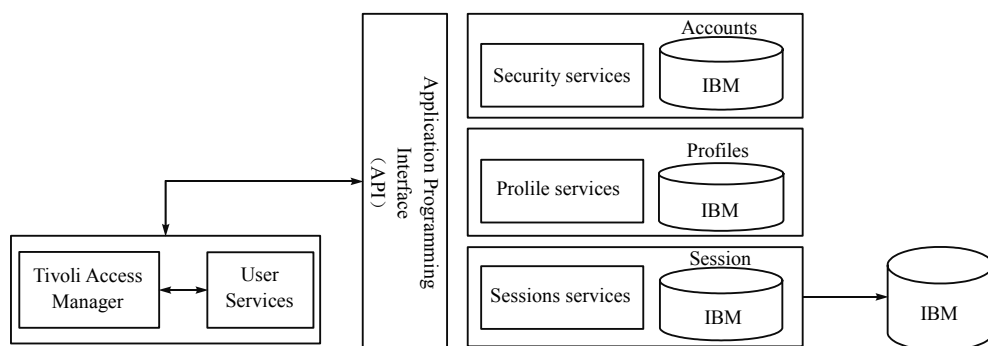 Tivoli Access
Manager
User
Services
Application Programming
Interface
（API）
Accounts
Security services
IBM
Profiles
Prolile services
IBM
Session
Sessions services
IBM
IBM